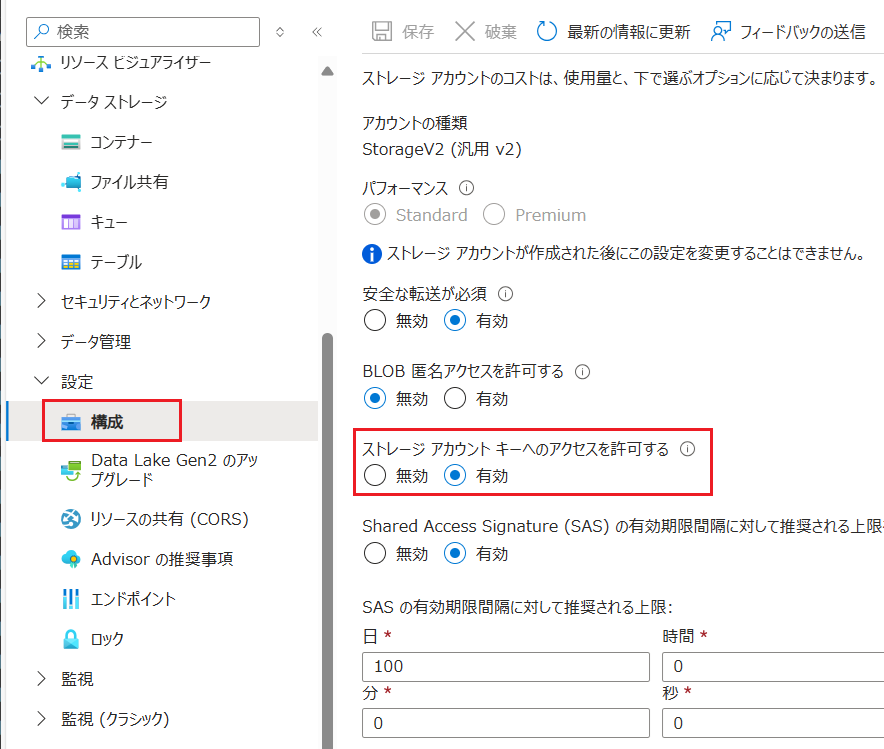 検索
リソース ビジュアライザー
データ ストレージ
コンテナー
ファイル共有
キュー
テーブル
セキュリティとネットワーク
データ管理
設定
構成
Data Lake Gen2 のアッ
プグレード
リソースの共有 (CORS)
Advisor の推奨事項
エンドポイント
ロック
監視
監視 (クラシック)
保存 破棄 最新の情報に更新 フィードバックの送信
ストレージ アカウントのコストは、使用量と、下で選ぶオプションに応じて決まります。
アカウントの種類
StorageV2 (汎用 v2)
パフォーマンス
Standard Premium
ストレージ アカウントが作成された後にこの設定を変更することはできません。
安全な転送が必須
無効 有効
BLOB 匿名アクセスを許可する
無効 有効
ストレージ アカウント キーへのアクセスを許可する
無効 有効
Shared Access Signature (SAS) の有効期限間隔に対して推奨される上限
無効 有効
SAS の有効期限間隔に対して推奨される上限:
日 * 時間 *
100 0
分 * 秒 *
0 0